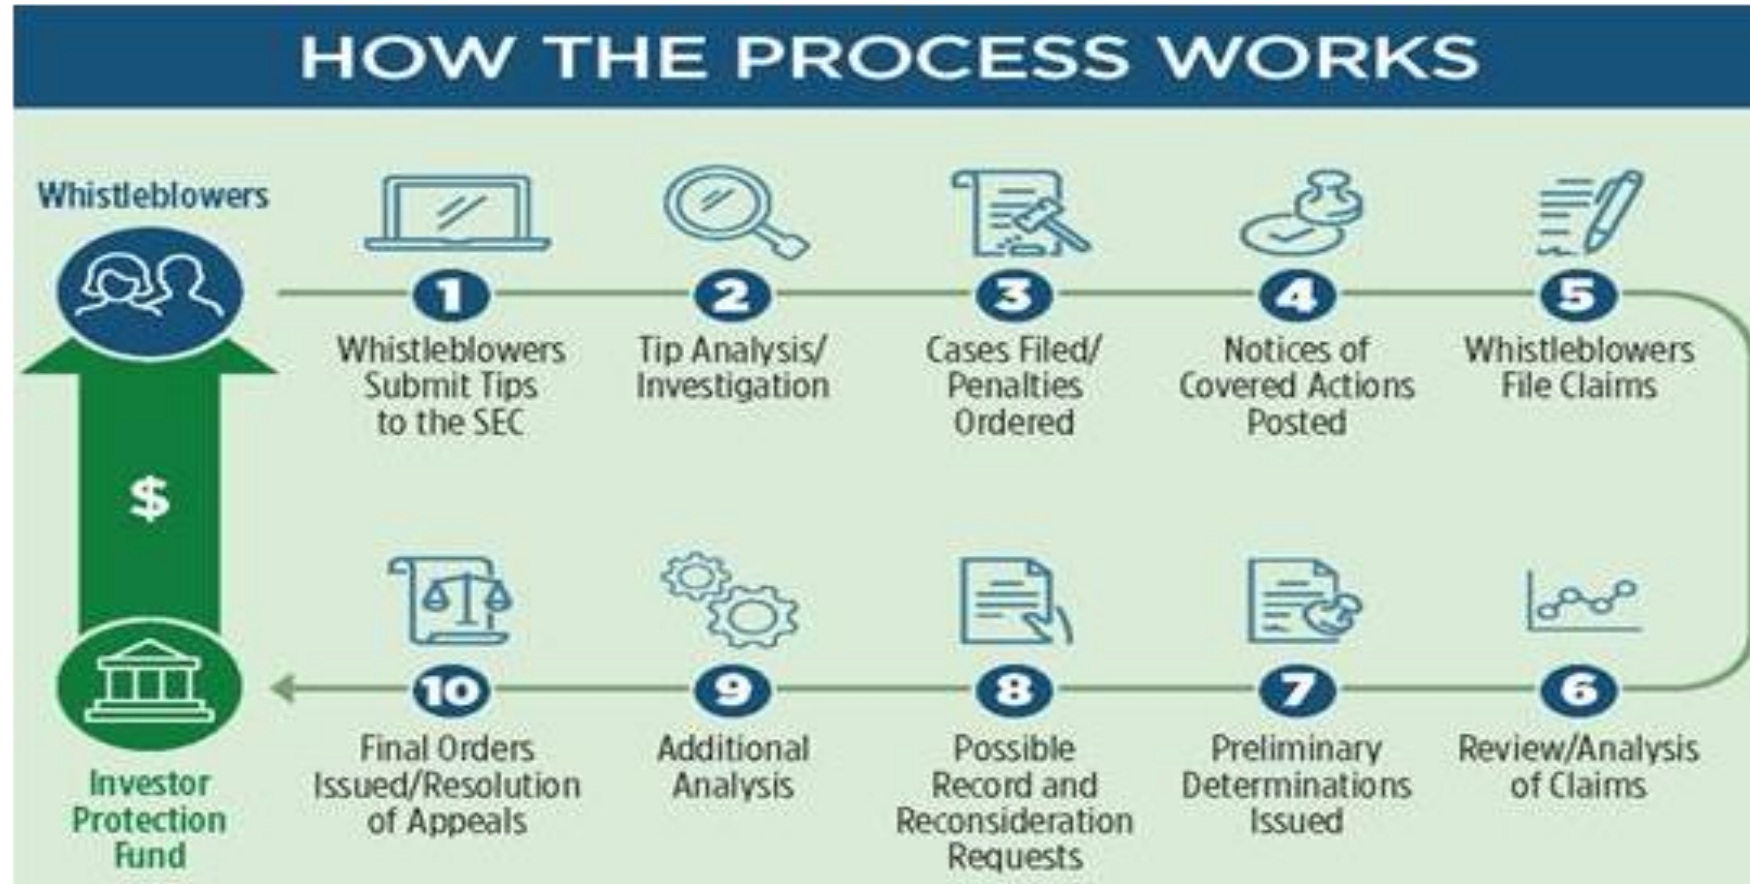 HOW THE PROCESS WORKS
Whistleblowers
1
Whistleblowers
Submit Tips
to the SEC
2
Tip Analysis/
Investigation
3
Cases Filed/
Penalties
Ordered
4
Notices of
Covered Actions
Posted
5
Whistleblowers
File Claims
6
Review/Analysis
of Claims
7
Preliminary
Determinations
Issued
8
Possible
Record and
Reconsideration
Requests
9
Additional
Analysis
10
Final Orders
Issued/Resolution
of Appeals
Investor
Protection
Fund
$